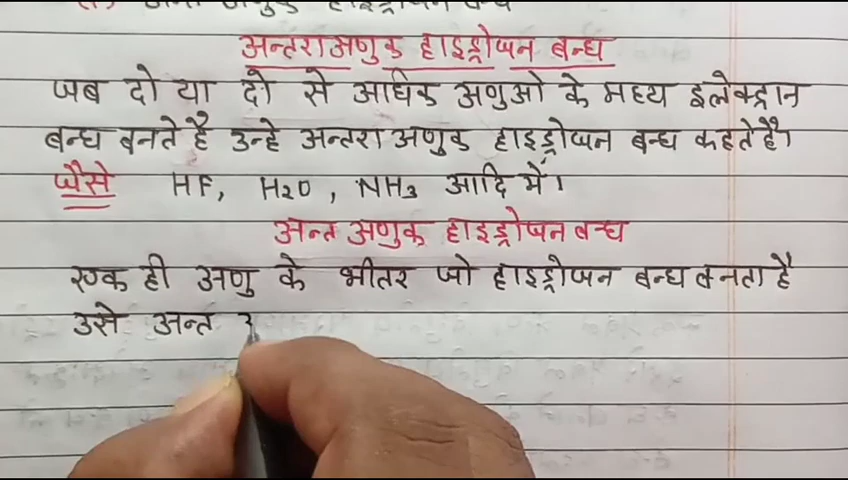 अन्तराअणुक हाइड्रोजन बन्ध
जब दो या दो से अधिक अणुओ के मध्य इलेक्ट्रान
बन्ध बनते है उन्हे अन्तरा अणुक हाइड्रोजन बन्ध कहते है।
जैसे HF, H2O, NH3 आदि में।
अन्त अणुक हाइड्रोजन बन्ध
एक ही अणु के भीतर जो हाइड्रोजन बन्ध बनता है
उसे अन्त